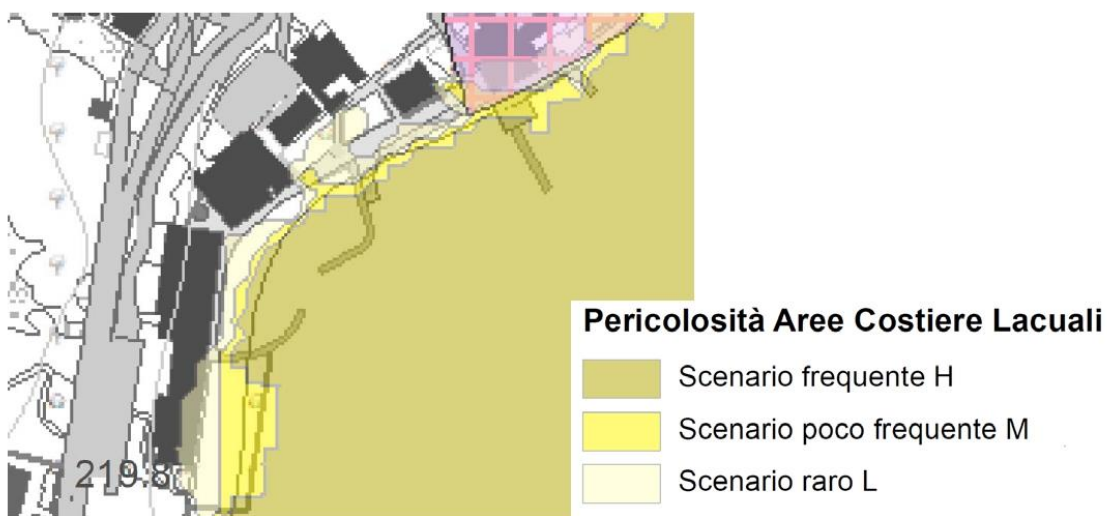 Pericolosità Aree Costiere Lacuali
Scenario frequente H
Scenario poco frequente M
Scenario raro L
219.8